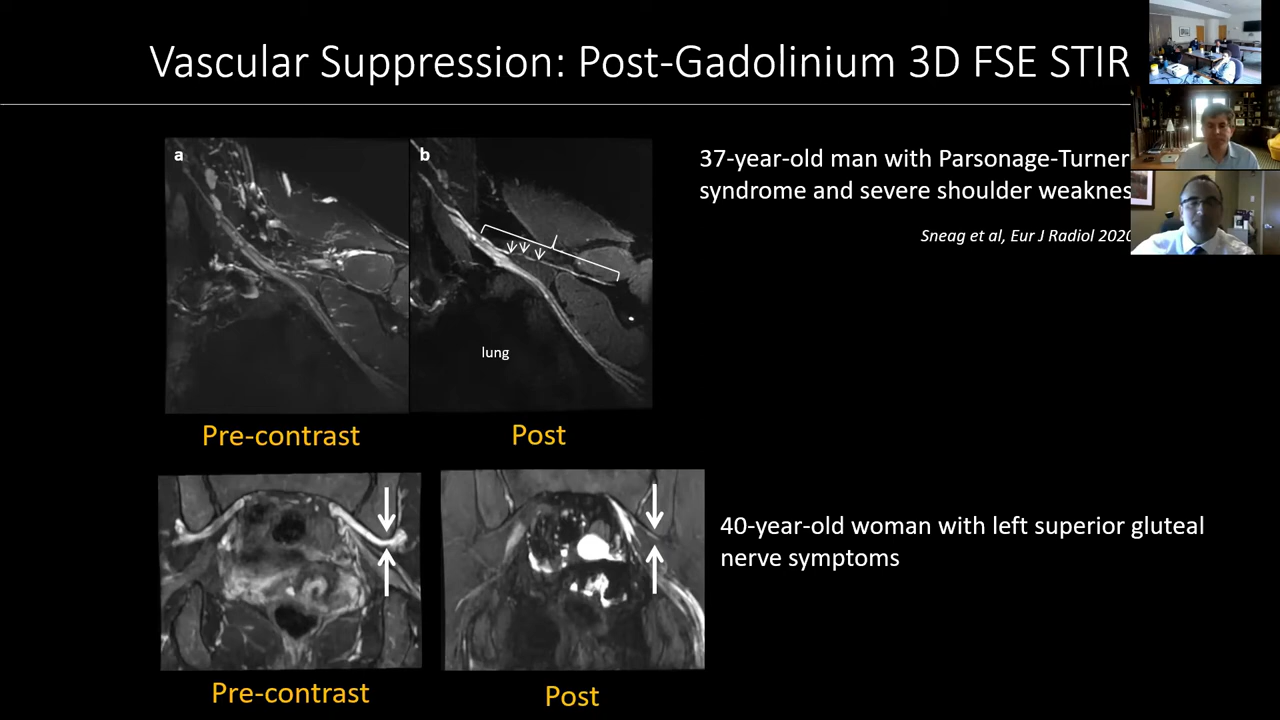 Vascular Suppression: Post-Gadolinium 3D FSE STIR
a
b
37-year-old man with Parsonage-Turner
syndrome and severe shoulder weaknes
Sneag et al, Eur J Radiol 2020
lung
Pre-contrast
Post
40-year-old woman with left superior gluteal
nerve symptoms
Pre-contrast
Post